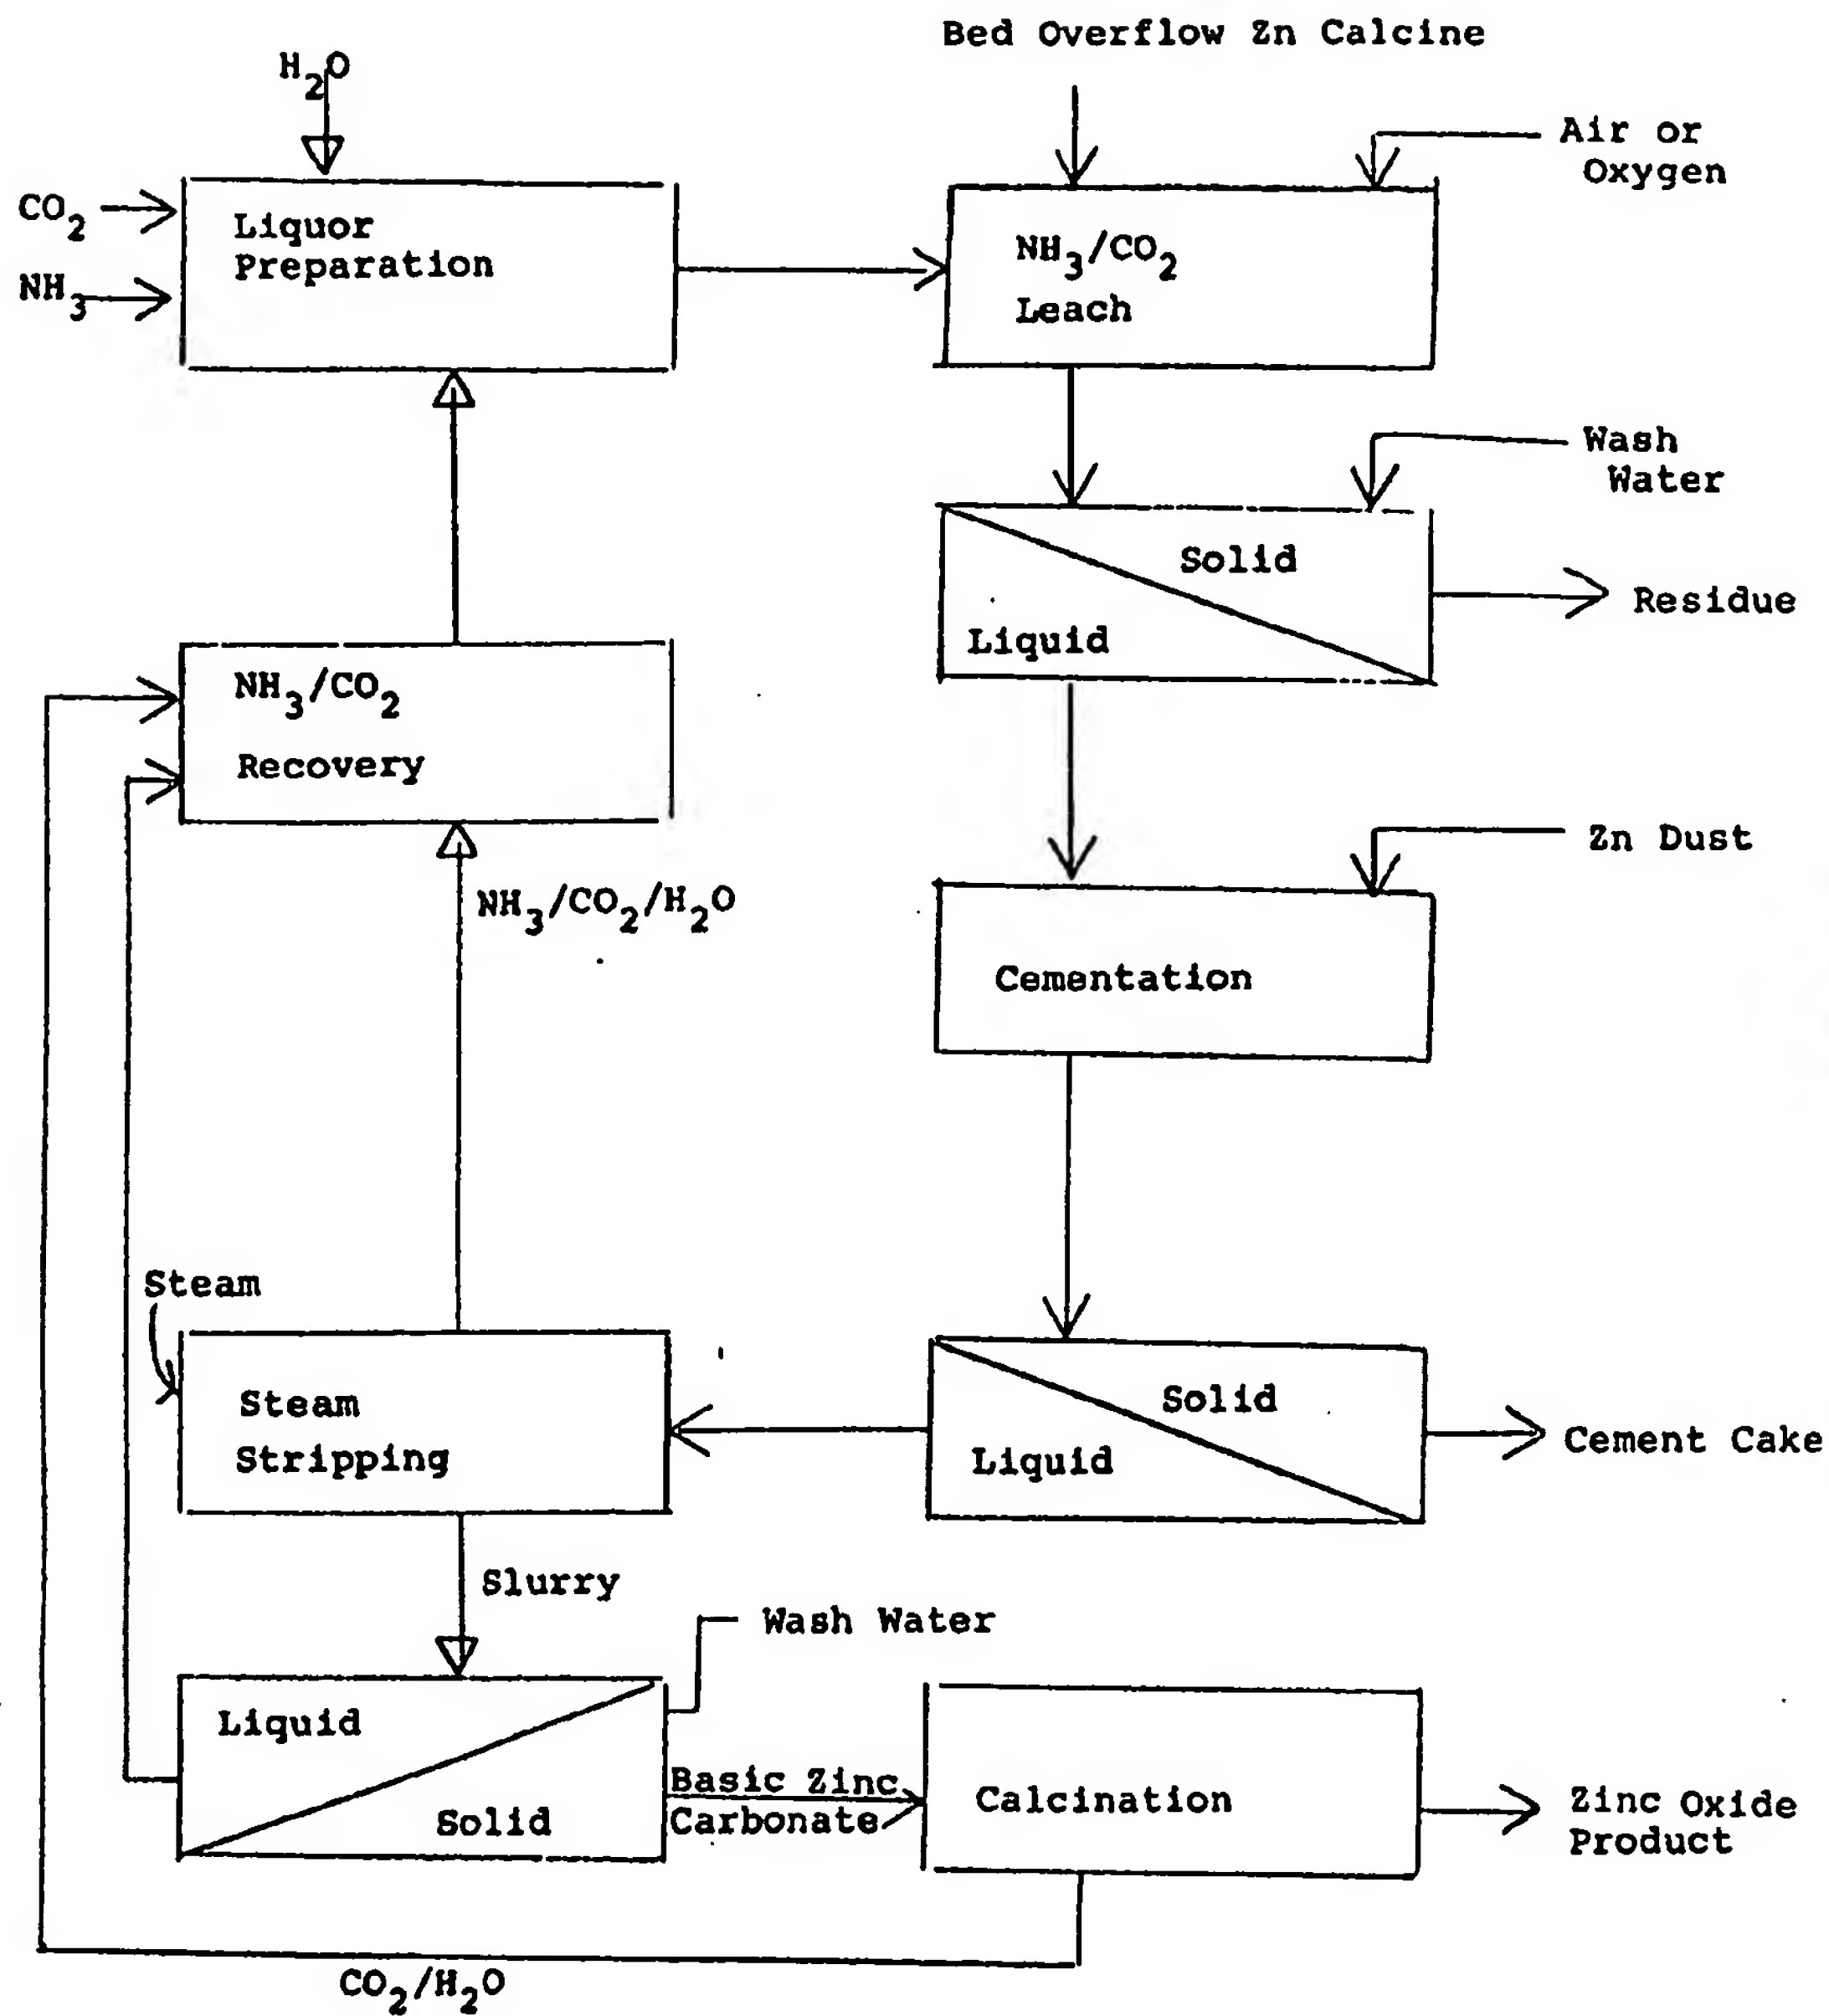 Bed Overflow Zn Calcine
H₂O
Air or
Oxygen
CO₂
Liquor
Preparation
NH₃/CO₂
Leach
NH₃
Wash
Water
Solid
Liquid
Residue
NH₃/CO₂
Recovery
Zn Dust
NH₃/CO₂/H₂O
Cementation
Steam
Steam
Stripping
Solid
Liquid
Cement Cake
Slurry
Wash Water
Liquid
Solid
Basic Zinc
Carbonate
Calcination
Zinc Oxide
Product
CO₂/H₂O